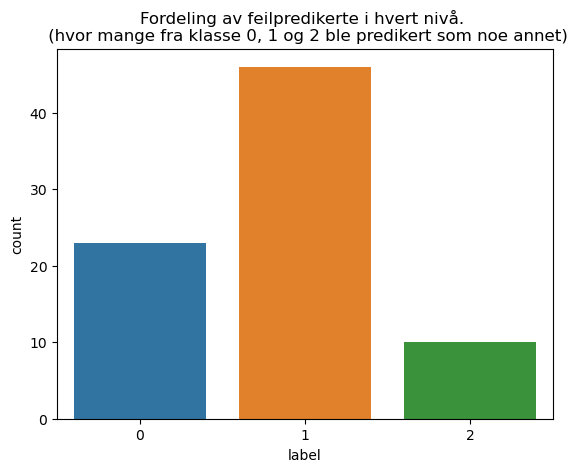 Fordeling av feilpredikerte i hvert nivå.
(hvor mange fra klasse 0, 1 og 2 ble predikert som noe annet)
40
30
20
10
0
count
0 1 2
label